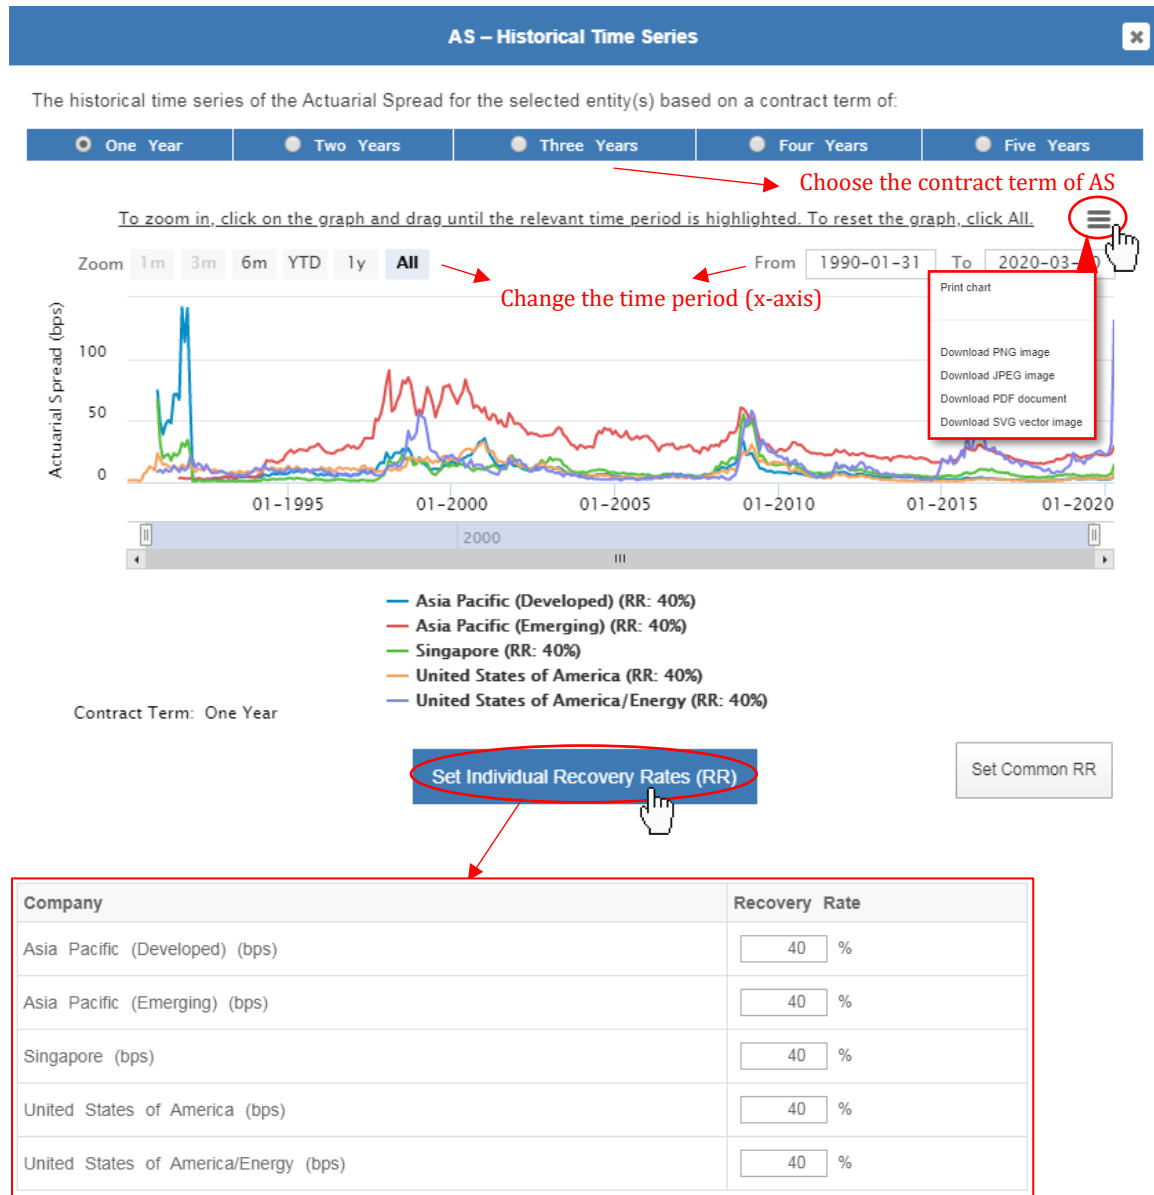 AS – Historical Time Series
The historical time series of the Actuarial Spread for the selected entity(s) based on a contract term of:
One Year Two Years Three Years Four Years Five Years
Choose the contract term of AS
To zoom in, click on the graph and drag until the relevant time period is highlighted. To reset the graph, click All.
Zoom 1m 3m 6m YTD 1y All From 1990-01-31 To 2020-03-
Change the time period (x-axis)
Print chart
Download PNG image
Download JPEG image
Download PDF document
Download SVG vector image
Actuarial Spread (bps)
100
50
0
01-1995 01-2000 01-2005 01-2010 01-2015 01-2020
2000
Asia Pacific (Developed) (RR: 40%)
Asia Pacific (Emerging) (RR: 40%)
Singapore (RR: 40%)
United States of America (RR: 40%)
United States of America/Energy (RR: 40%)
Contract Term: One Year
Set Individual Recovery Rates (RR)
Set Common RR
Company Recovery Rate
Asia Pacific (Developed) (bps) 40 %
Asia Pacific (Emerging) (bps) 40 %
Singapore (bps) 40 %
United States of America (bps) 40 %
United States of America/Energy (bps) 40 %